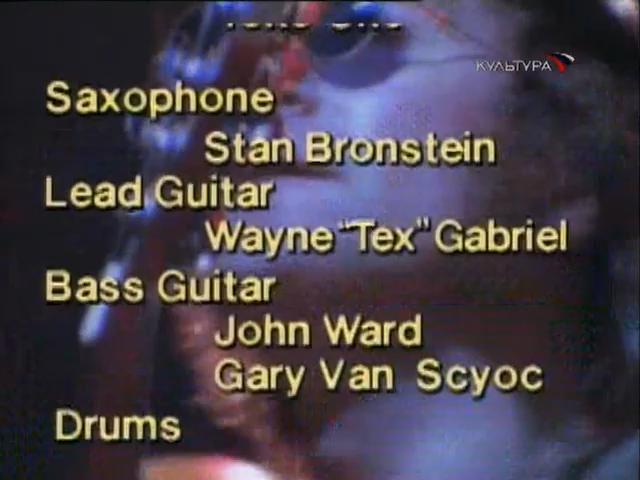 КУЛЬТУРА
Saxophone
Stan Bronstein
Lead Guitar
Wayne "Tex" Gabriel
Bass Guitar
John Ward
Gary Van Scyoc
Drums